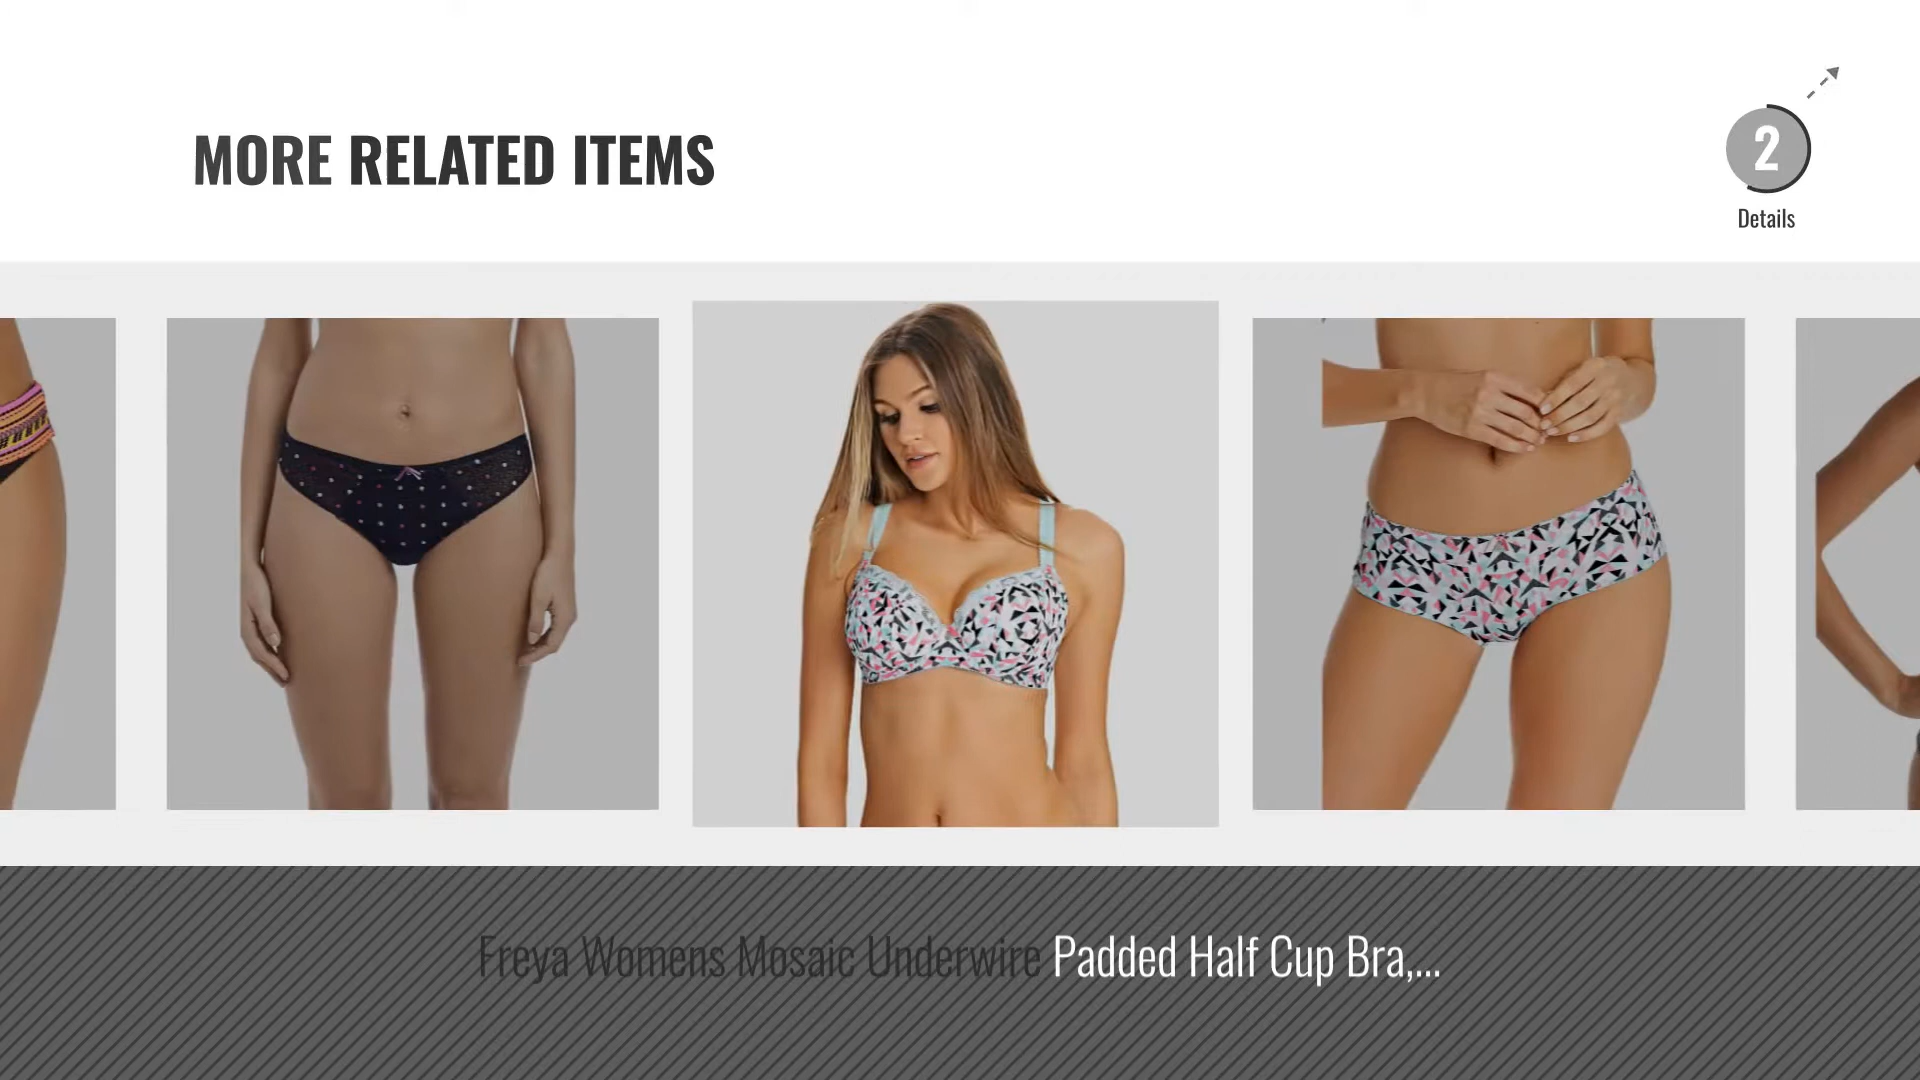 MORE RELATED ITEMS
2
Details
Freya Womens Mosaic Underwire Padded Half Cup Bra,...